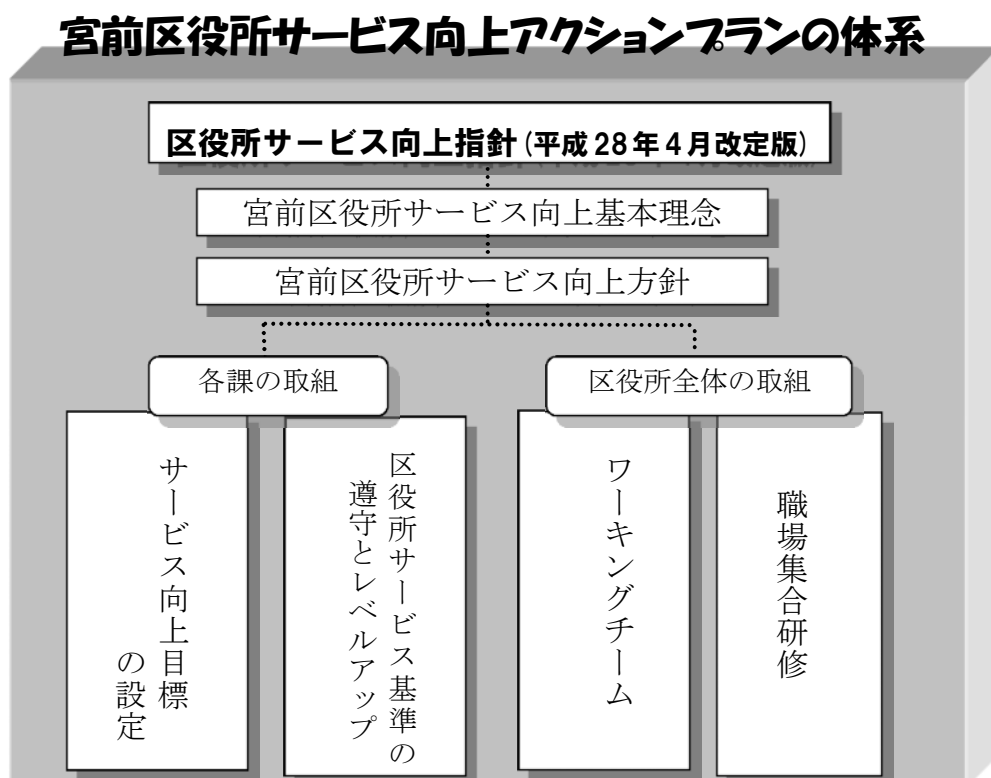 宮前区役所サービス向上アクションプランの体系
区役所サービス向上指針(平成28年4月改定版)
宮前区役所サービス向上基本理念
宮前区役所サービス向上方針
各課の取組
区役所全体の取組
サービス向上目標
の設定
区役所サービス基準の
遵守とレベルアップ
ワーキングチーム
職場集合研修